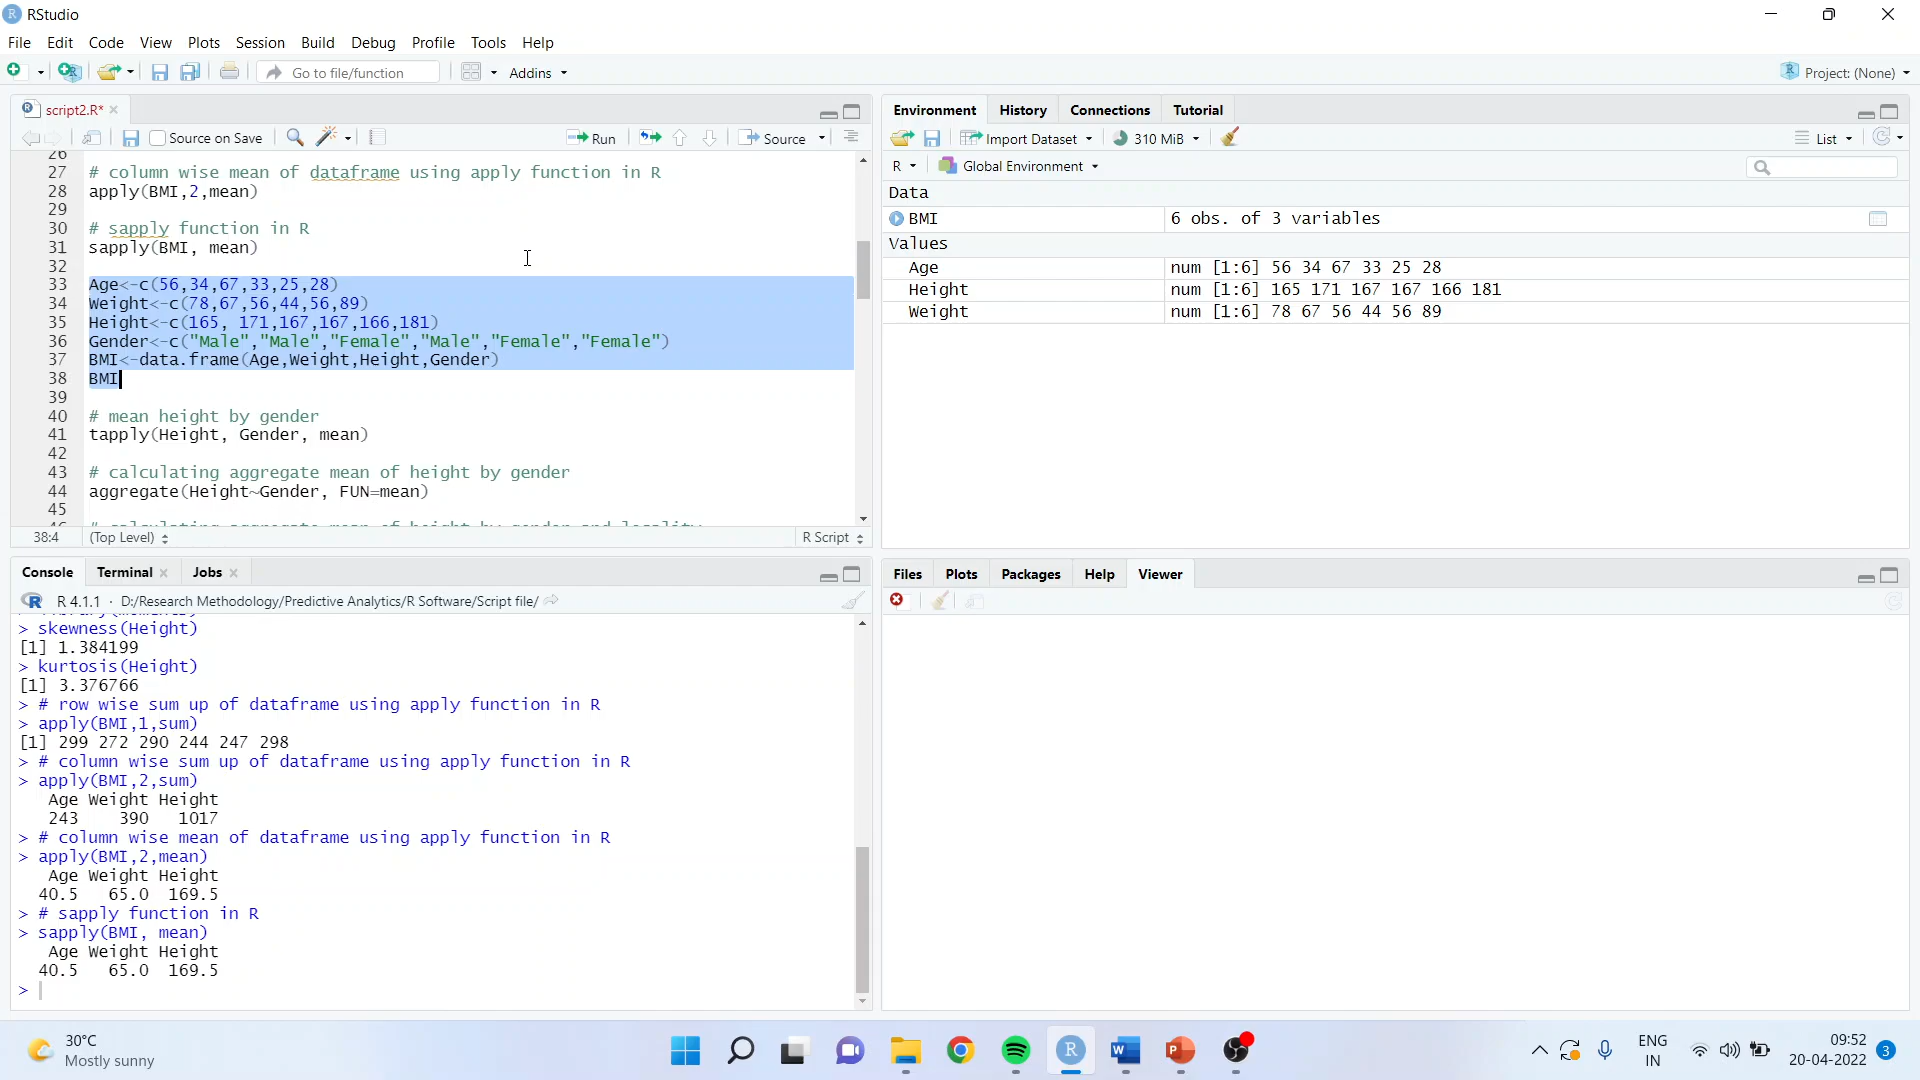 RStudio
File Edit Code View Plots Session Build Debug Profile Tools Help
Go to file/function Addins Project: (None)
script2.R*
Source on Save Run Source
26
27 # column wise mean of dataframe using apply function in R
28 apply(BMI,2,mean)
29
30 # sapply function in R
31 sapply(BMI, mean)
32
33 Age<-c(56,34,67,33,25,28)
34 Weight<-c(78,67,56,44,56,89)
35 Height<-c(165, 171,167,167,166,181)
36 Gender<-c("Male","Male","Female","Male","Female","Female")
37 BMI<-data.frame(Age,Weight,Height,Gender)
38 BMI
39
40 # mean height by gender
41 tapply(Height, Gender, mean)
42
43 # calculating aggregate mean of height by gender
44 aggregate(Height~Gender, FUN=mean)
45
46 # calculating aggregate mean of height by gender and locality
38:4 (Top Level) R Script
Console Terminal Jobs
R 4.1.1 · D:/Research Methodology/Predictive Analytics/R Software/Script file/
> skewness(Height)
[1] 1.384199
> kurtosis(Height)
[1] 3.376766
> # row wise sum up of dataframe using apply function in R
> apply(BMI,1,sum)
[1] 299 272 290 244 247 298
> # column wise sum up of dataframe using apply function in R
> apply(BMI,2,sum)
Age Weight Height
243 390 1017
> # column wise mean of dataframe using apply function in R
> apply(BMI,2,mean)
Age Weight Height
40.5 65.0 169.5
> # sapply function in R
> sapply(BMI, mean)
Age Weight Height
40.5 65.0 169.5
>
Environment History Connections Tutorial
Import Dataset 310 MiB List
R Global Environment
Data
BMI 6 obs. of 3 variables
Values
Age num [1:6] 56 34 67 33 25 28
Height num [1:6] 165 171 167 167 166 181
Weight num [1:6] 78 67 56 44 56 89
Files Plots Packages Help Viewer
30°C
Mostly sunny
ENG
IN
09:52
20-04-2022
3